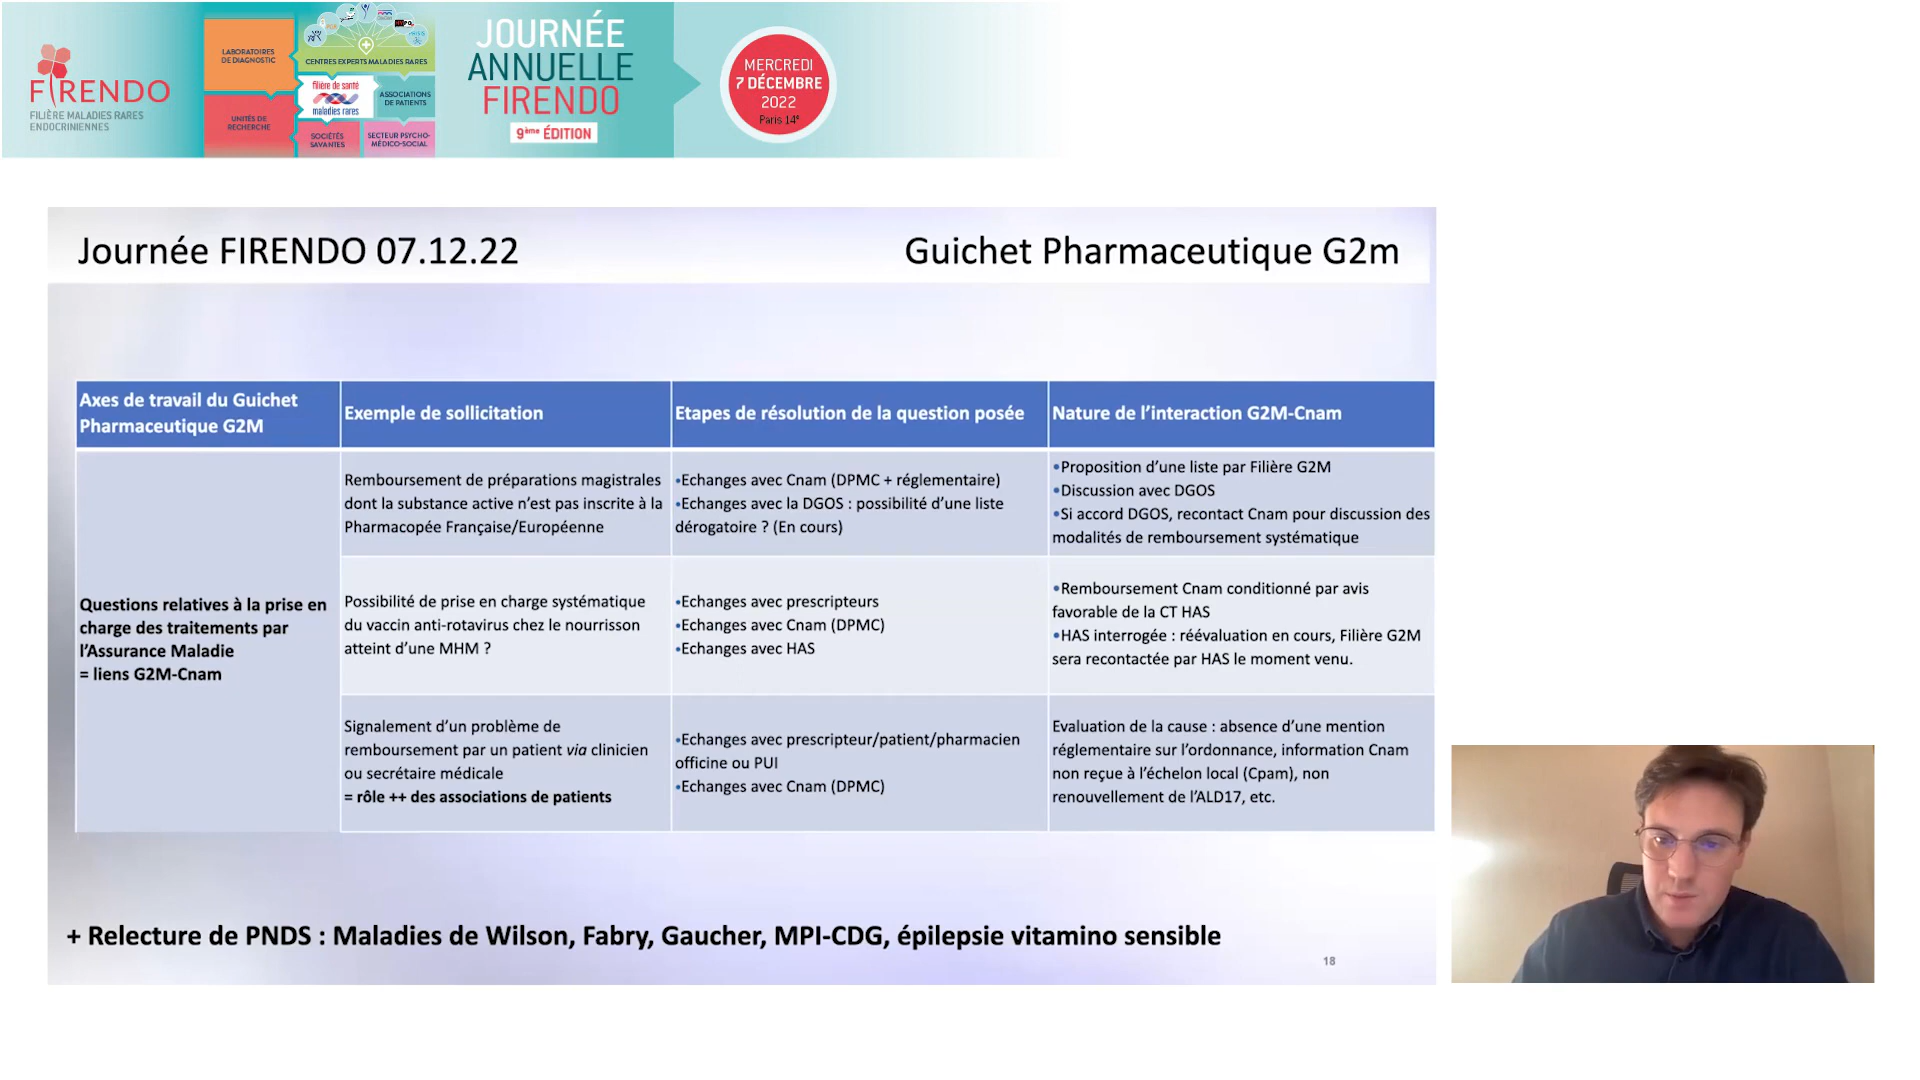 FIRENDO
FILIÈRE MALADIES RARES
ENDOCRINIENNES
LABORATOIRES
DE DIAGNOSTIC
CENTRES EXPERTS MALADIES RARES
filière de santé
maladies rares
ASSOCIATIONS
DE PATIENTS
UNITÉS DE
RECHERCHE
SOCIÉTÉS
SAVANTES
SECTEUR PSYCHO-
MÉDICO-SOCIAL
JOURNÉE
ANNUELLE
FIRENDO
9ème ÉDITION
MERCREDI
7 DÉCEMBRE
2022
Paris 14e
Journée FIRENDO 07.12.22
Guichet Pharmaceutique G2m
Axes de travail du Guichet
Pharmaceutique G2M
Exemple de sollicitation
Etapes de résolution de la question posée
Nature de l’interaction G2M-Cnam
Questions relatives à la prise en
charge des traitements par
l’Assurance Maladie
= liens G2M-Cnam
Remboursement de préparations magistrales
dont la substance active n’est pas inscrite à la
Pharmacopée Française/Européenne
•Echanges avec Cnam (DPMC + réglementaire)
•Echanges avec la DGOS : possibilité d’une liste
dérogatoire ? (En cours)
•Proposition d’une liste par Filière G2M
•Discussion avec DGOS
•Si accord DGOS, recontact Cnam pour discussion des
modalités de remboursement systématique
Possibilité de prise en charge systématique
du vaccin anti-rotavirus chez le nourrisson
atteint d’une MHM ?
•Echanges avec prescripteurs
•Echanges avec Cnam (DPMC)
•Echanges avec HAS
•Remboursement Cnam conditionné par avis
favorable de la CT HAS
•HAS interrogée : réévaluation en cours, Filière G2M
sera recontactée par HAS le moment venu.
Signalement d’un problème de
remboursement par un patient via clinicien
ou secrétaire médicale
= rôle ++ des associations de patients
•Echanges avec prescripteur/patient/pharmacien
officine ou PUI
•Echanges avec Cnam (DPMC)
Evaluation de la cause : absence d’une mention
réglementaire sur l’ordonnance, information Cnam
non reçue à l’échelon local (Cpam), non
renouvellement de l’ALD17, etc.
+ Relecture de PNDS : Maladies de Wilson, Fabry, Gaucher, MPI-CDG, épilepsie vitamino sensible
18